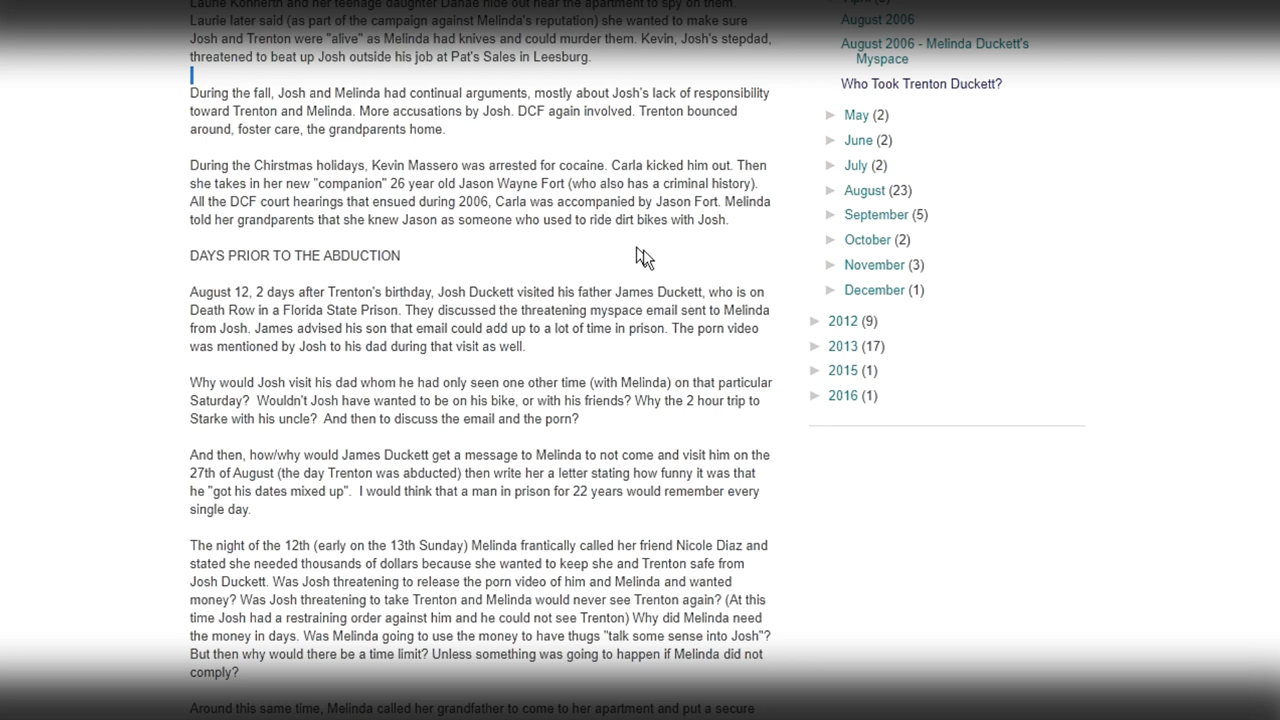 Laurie Konnerth and her teenage daughter Danae hide out near the apartment to spy on them.
Laurie later said (as part of the campaign against Melinda's reputation) she wanted to make sure
Josh and Trenton were "alive" as Melinda had knives and could murder them. Kevin, Josh's stepdad,
threatened to beat up Josh outside his job at Pat's Sales in Leesburg.
During the fall, Josh and Melinda had continual arguments, mostly about Josh's lack of responsibility
toward Trenton and Melinda. More accusations by Josh. DCF again involved. Trenton bounced
around, foster care, the grandparents home.
During the Chirstmas holidays, Kevin Massero was arrested for cocaine. Carla kicked him out. Then
she takes in her new "companion" 26 year old Jason Wayne Fort (who also has a criminal history).
All the DCF court hearings that ensued during 2006, Carla was accompanied by Jason Fort. Melinda
told her grandparents that she knew Jason as someone who used to ride dirt bikes with Josh.
DAYS PRIOR TO THE ABDUCTION
August 12, 2 days after Trenton's birthday, Josh Duckett visited his father James Duckett, who is on
Death Row in a Florida State Prison. They discussed the threatening myspace email sent to Melinda
from Josh. James advised his son that email could add up to a lot of time in prison. The porn video
was mentioned by Josh to his dad during that visit as well.
Why would Josh visit his dad whom he had only seen one other time (with Melinda) on that particular
Saturday? Wouldn't Josh have wanted to be on his bike, or with his friends? Why the 2 hour trip to
Starke with his uncle? And then to discuss the email and the porn?
And then, how/why would James Duckett get a message to Melinda to not come and visit him on the
27th of August (the day Trenton was abducted) then write her a letter stating how funny it was that
he "got his dates mixed up". I would think that a man in prison for 22 years would remember every
single day.
The night of the 12th (early on the 13th Sunday) Melinda frantically called her friend Nicole Diaz and
stated she needed thousands of dollars because she wanted to keep she and Trenton safe from
Josh Duckett. Was Josh threatening to release the porn video of him and Melinda and wanted
money? Was Josh threatening to take Trenton and Melinda would never see Trenton again? (At this
time Josh had a restraining order against him and he could not see Trenton) Why did Melinda need
the money in days. Was Melinda going to use the money to have thugs "talk some sense into Josh"?
But then why would there be a time limit? Unless something was going to happen if Melinda did not
comply?
Around this same time, Melinda called her grandfather to come to her apartment and put a secure
August 2006
August 2006 - Melinda Duckett's
Myspace
Who Took Trenton Duckett?
May (2)
June (2)
July (2)
August (23)
September (5)
October (2)
November (3)
December (1)
2012 (9)
2013 (17)
2015 (1)
2016 (1)